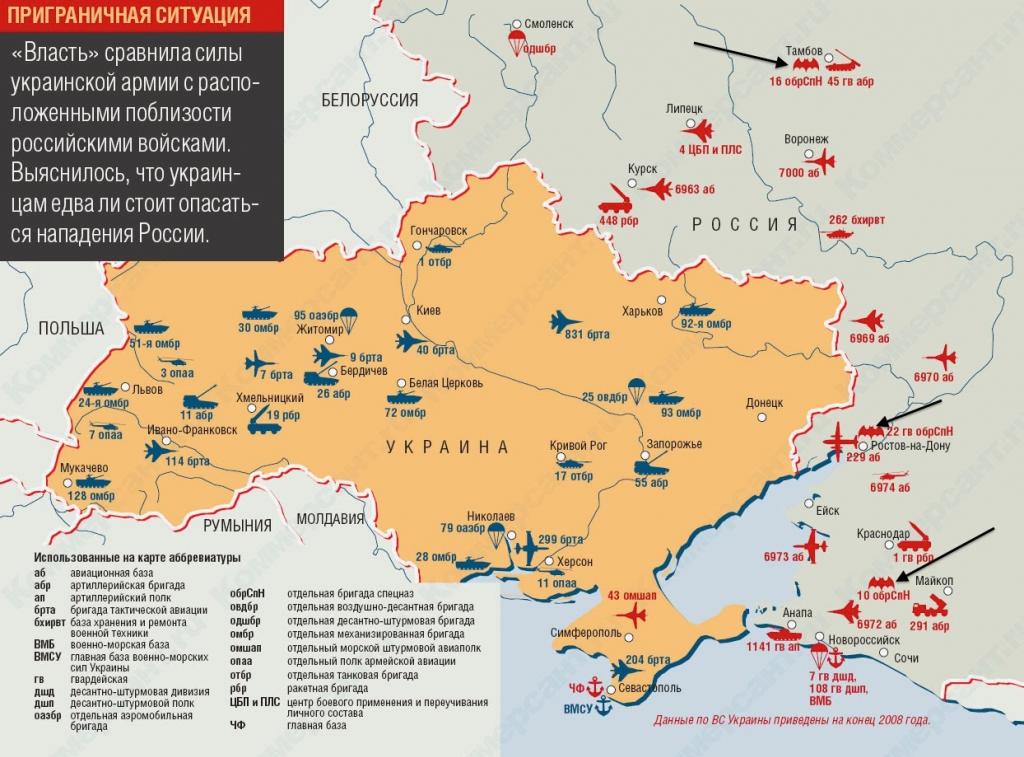 ПРИГРАНИЧНАЯ СИТУАЦИЯ
«Власть» сравнила силы
украинской армии с распо-
ложенными поблизости
российскими войсками.
Выяснилось, что украин-
цам едва ли стоит опасать-
ся нападения России.
Смоленск
одшбр
Тамбов
16 обрСпН 45 гв абр
БЕЛОРУССИЯ
Липецк
4 ЦБП и ПЛС
Воронеж
7000 аб
Курск
6963 аб
448 рбр
РОССИЯ
262 бхирвт
Гончаровск
1 отбр
ПОЛЬША
51-я омбр
30 омбр
95 оаэбр
Житомир
Киев
40 брта
831 брта
Харьков
92-я омбр
6969 аб
6970 аб
3 опаа
7 брта
9 брта
Бердичев
26 абр
Белая Церковь
72 омбр
Львов
24-я омбр
11 абр
Хмельницкий
19 рбр
25 овдбр
93 омбр
Донецк
22 гв обрСпН
Ростов-на-Дону
229 аб
7 опаа
Ивано-Франковск
114 брта
УКРАИНА
Кривой Рог
17 отбр
Запорожье
55 абр
6974 аб
Мукачево
128 омбр
РУМЫНИЯ
МОЛДАВИЯ
Николаев
79 оаэбр
299 брта
28 омбр
Херсон
11 опаа
Ейск
6973 аб
Краснодар
1 гв рбр
10 обрСпН
Майкоп
291 абр
43 омшап
Симферополь
204 брта
ЧФ
Севастополь
ВМСУ
Анапа
1141 гв ап
6972 аб
Новороссийск
Сочи
7 гв дшд,
108 гв дшп,
ВМБ
Использованные на карте аббревиатуры
аб авиационная база
абр артиллерийская бригада
ап артиллерийский полк
брта бригада тактической авиации
бхирвт база хранения и ремонта
военной техники
ВМБ военно-морская база
ВМСУ главная база военно-морских
сил Украины
гв гвардейская
дшд десантно-штурмовая дивизия
дшп десантно-штурмовой полк
оаэбр отдельная аэромобильная
бригада
обрСпН отдельная бригада спецназ
овдбр отдельная воздушно-десантная бригада
одшбр отдельная десантно-штурмовая бригада
омбр отдельная механизированная бригада
омшап отдельный морской штурмовой авиаполк
опаа отдельный полк армейской авиации
отбр отдельная танковая бригада
рбр ракетная бригада
ЦБП и ПЛС центр боевого применения и переучивания
личного состава
ЧФ главная база
Данные по ВС Украины приведены на конец 2008 года.